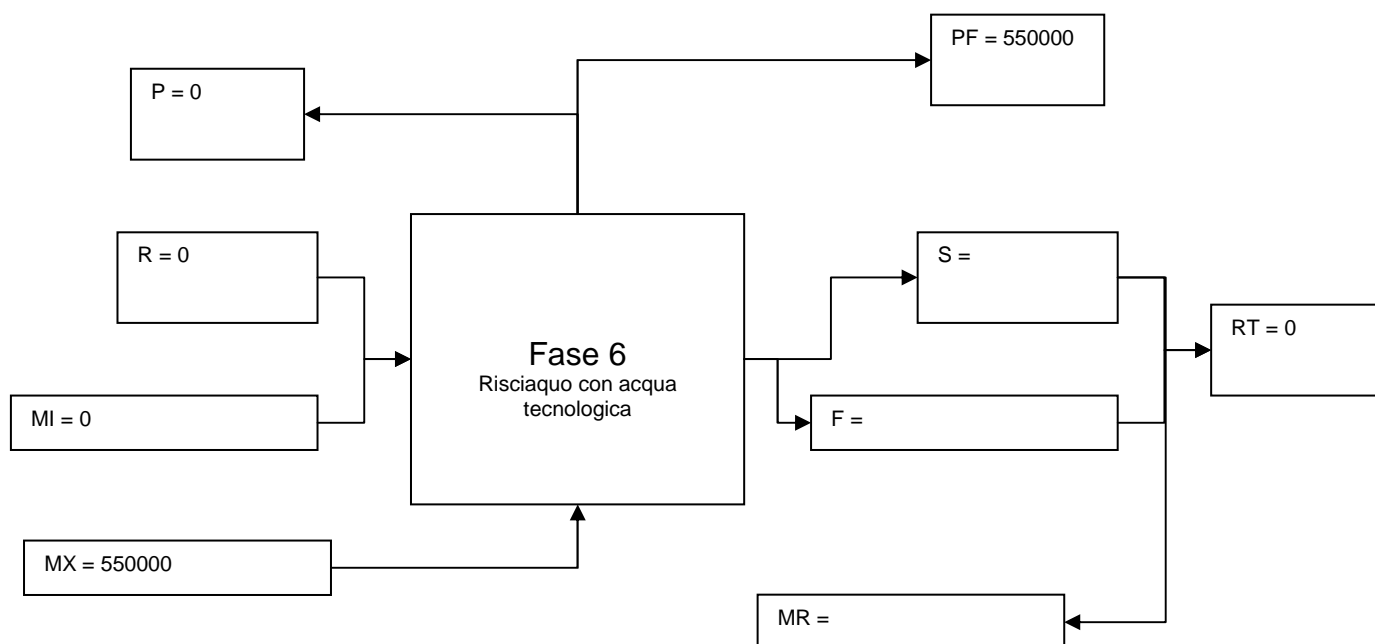 PF = 550000
P = 0
R = 0
S =
RT = 0
Fase 6
Risciaquo con acqua
tecnologica
MI = 0
F =
MX = 550000
MR =